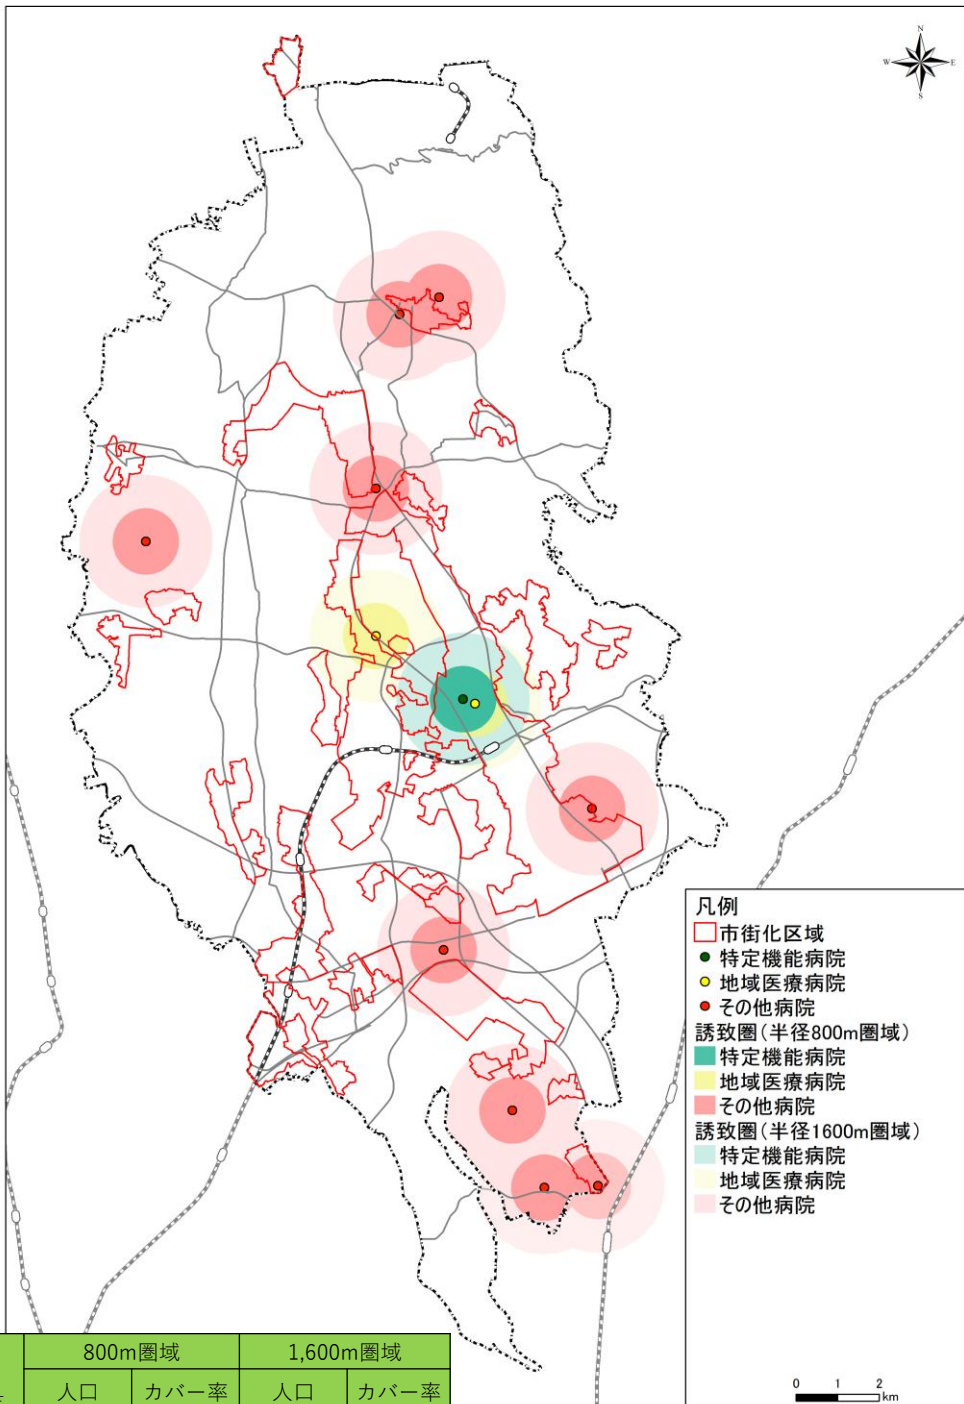 N
W E
S
凡例
市街化区域
特定機能病院
地域医療病院
その他病院
誘致圏(半径800m圏域)
特定機能病院
地域医療病院
その他病院
誘致圏(半径1600m圏域)
特定機能病院
地域医療病院
その他病院
0 1 2
km
800m圏域 1,600m圏域
人口 カバー率 人口 カバー率